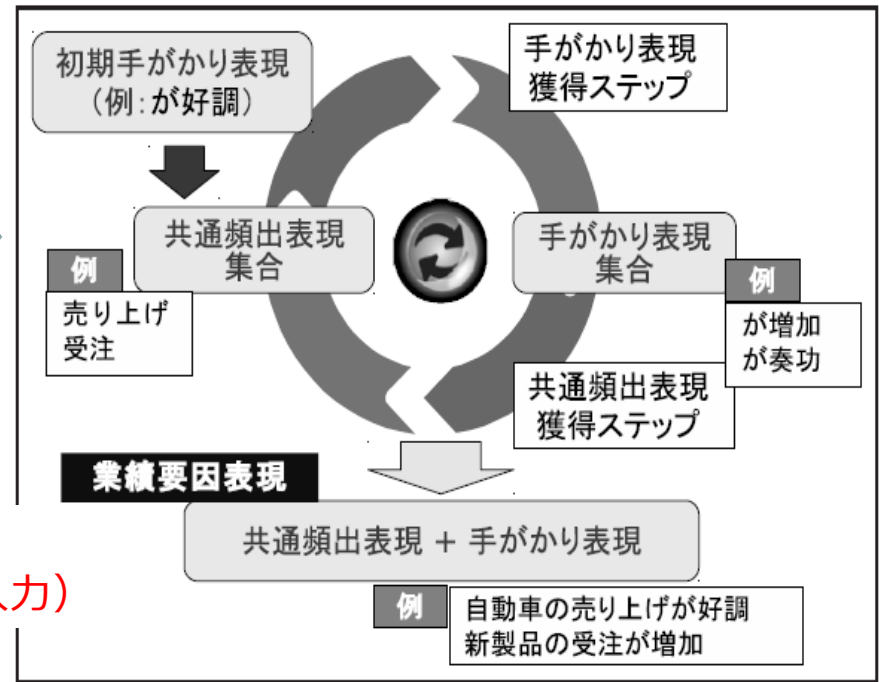 初期手がかり表現
(例:が好調)
手がかり表現
獲得ステップ
共通頻出表現
集合
例
売り上げ
受注
手がかり表現
集合
例
が増加
が奏功
共通頻出表現
獲得ステップ
業績要因表現
共通頻出表現 + 手がかり表現
例
自動車の売り上げが好調
新製品の受注が増加
力)